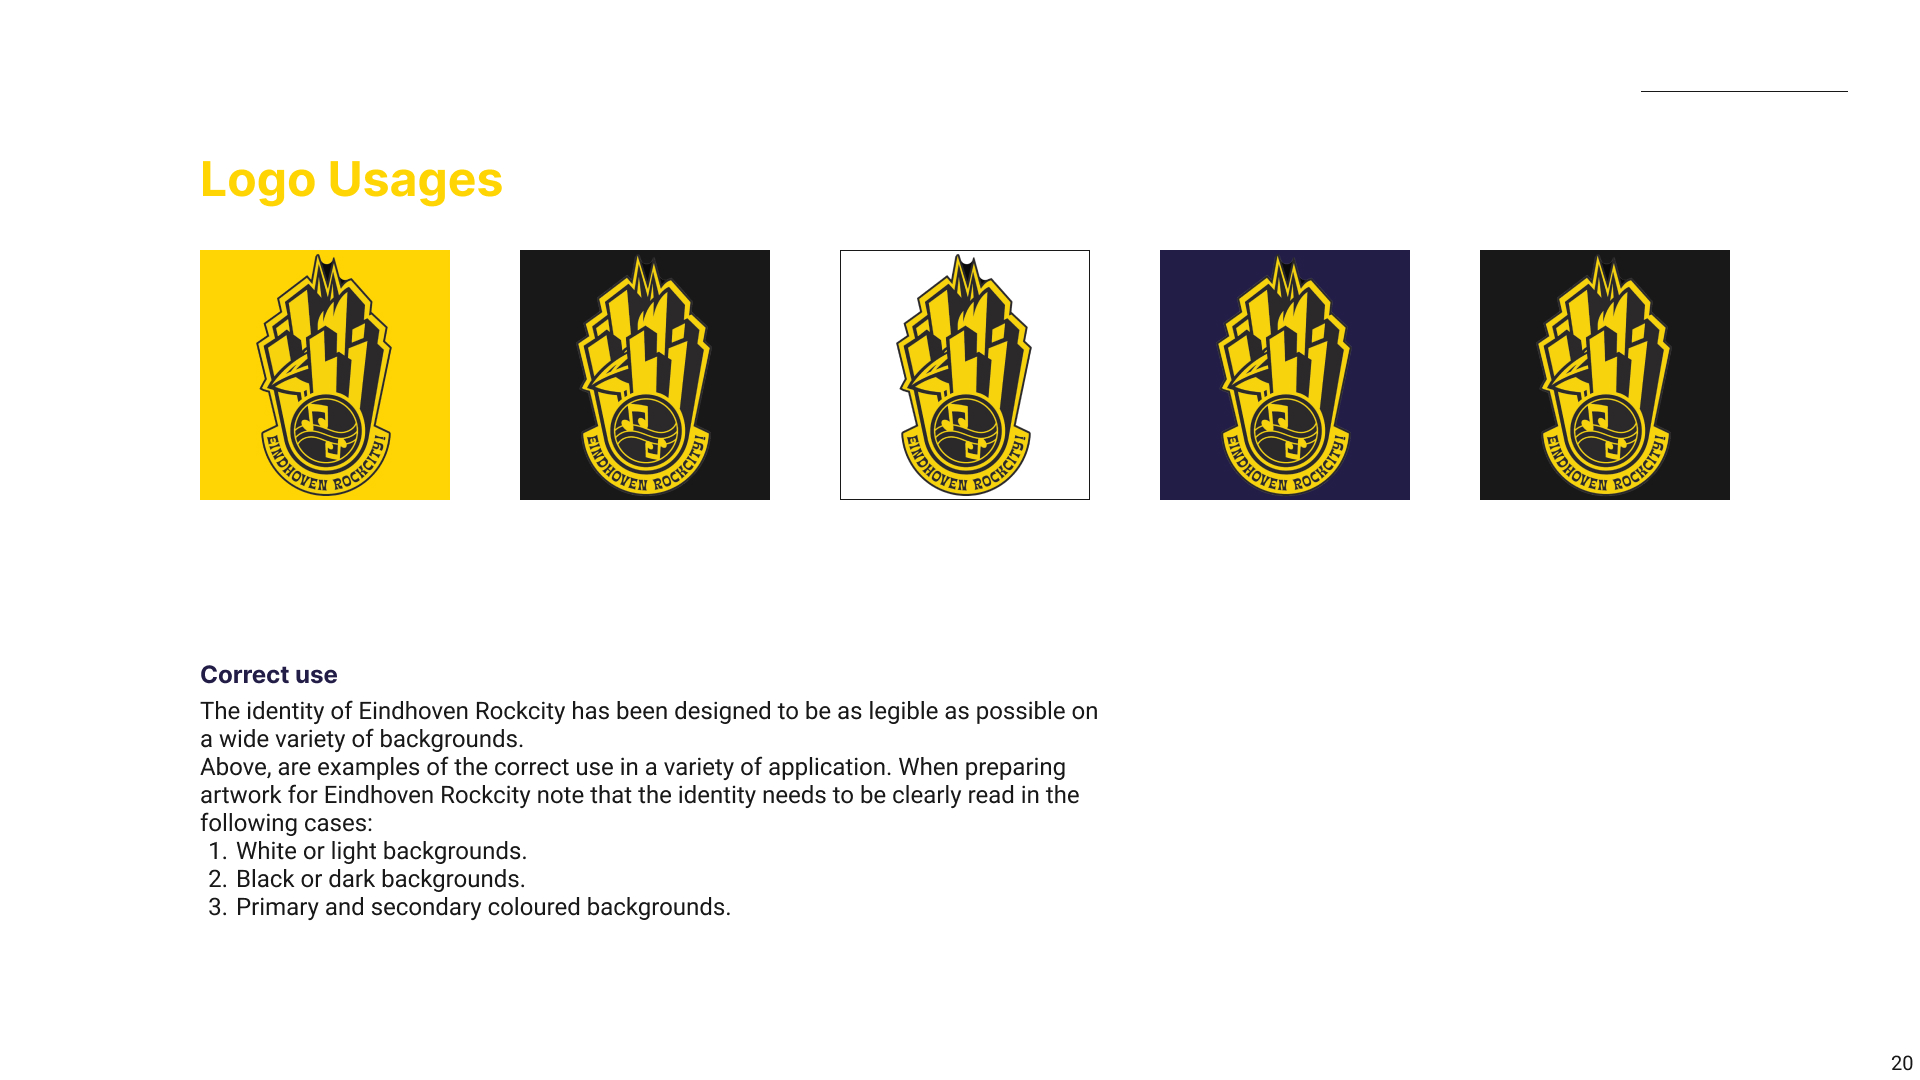 Logo Usages
EINDHOVEN ROCKCITY!
EINDHOVEN ROCKCITY!
EINDHOVEN ROCKCITY!
EINDHOVEN ROCKCITY!
EINDHOVEN ROCKCITY!
Correct use
The identity of Eindhoven Rockcity has been designed to be as legible as possible on
a wide variety of backgrounds.
Above, are examples of the correct use in a variety of application. When preparing
artwork for Eindhoven Rockcity note that the identity needs to be clearly read in the
following cases:
1. White or light backgrounds.
2. Black or dark backgrounds.
3. Primary and secondary coloured backgrounds.
20